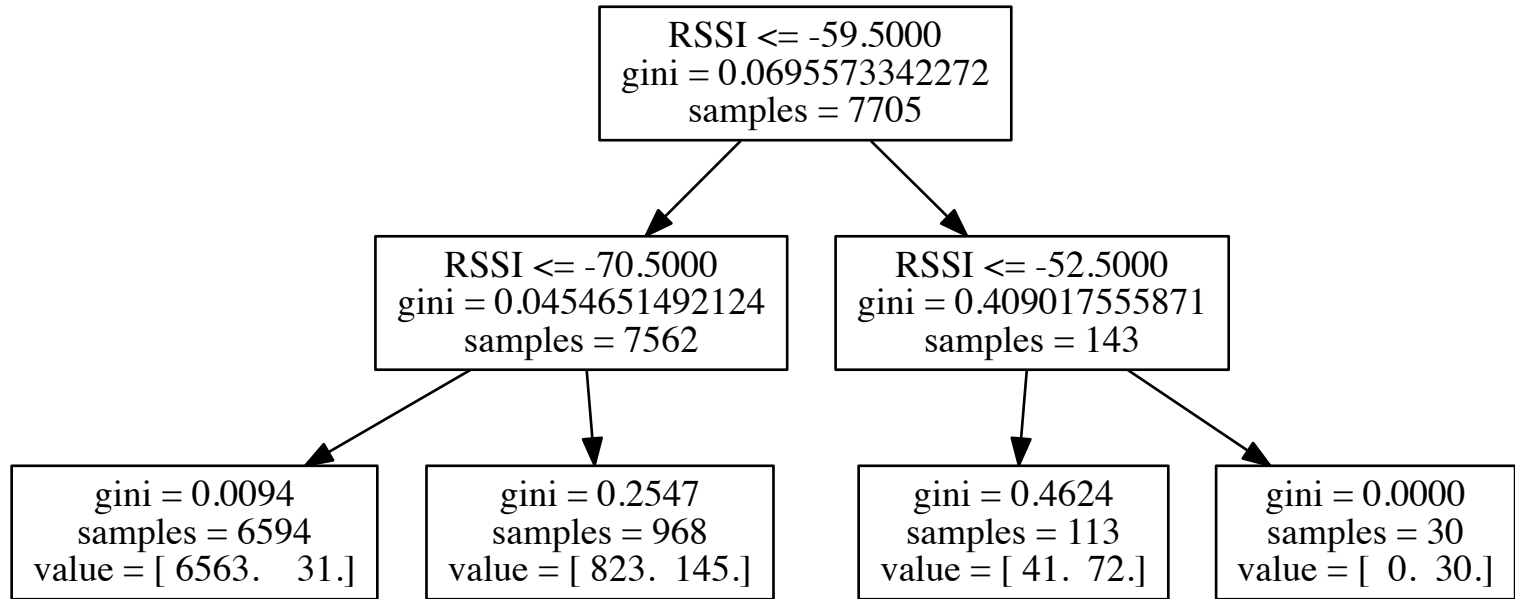 RSSI <= -59.5000
gini = 0.0695573342272
samples = 7705
RSSI <= -70.5000
gini = 0.0454651492124
samples = 7562
RSSI <= -52.5000
gini = 0.409017555871
samples = 143
gini = 0.0094
samples = 6594
value = [ 6563.    31.]
gini = 0.2547
samples = 968
value = [ 823.  145.]
gini = 0.4624
samples = 113
value = [ 41.  72.]
gini = 0.0000
samples = 30
value = [  0.  30.]